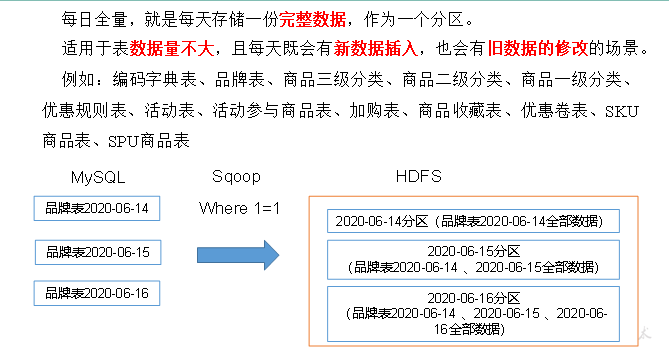 每日全量，就是每天存储一份完整数据，作为一个分区。
适用于表数据量不大，且每天既会有新数据插入，也会有旧数据的修改的场景。
例如：编码字典表、品牌表、商品三级分类、商品二级分类、商品一级分类、
优惠规则表、活动表、活动参与商品表、加购表、商品收藏表、优惠卷表、SKU
商品表、SPU商品表
MySQL
Sqoop
HDFS
品牌表2020-06-14
品牌表2020-06-15
品牌表2020-06-16
Where 1=1
2020-06-14分区（品牌表2020-06-14全部数据）
2020-06-15分区
（品牌表2020-06-14 、2020-06-15全部数据）
2020-06-16分区
（品牌表2020-06-14 、2020-06-15 、2020-06-
16全部数据）